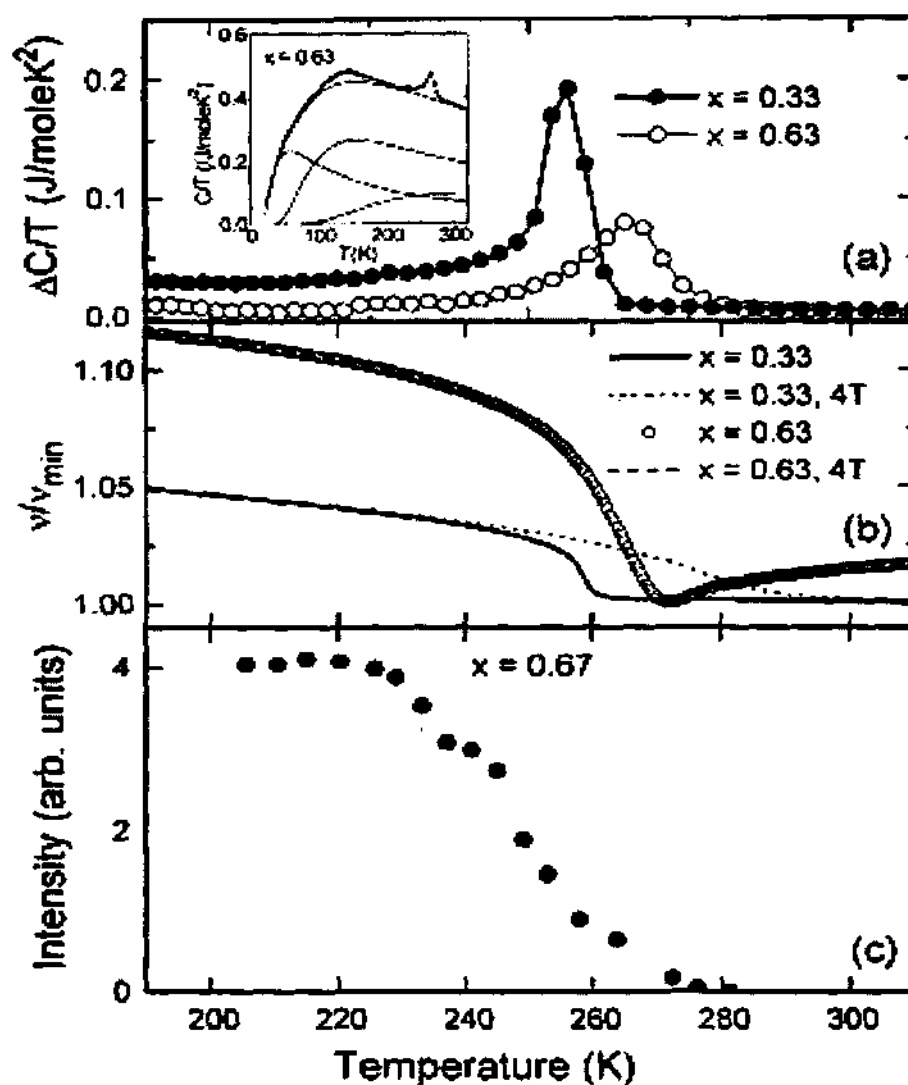 0.6
x = 0.63
0.4
0.2
0.0
C/T (J/moleK²)
0
100
200
300
T(K)
0.2
0.1
0.0
ΔC/T (J/moleK²)
x = 0.33
x = 0.63
(a)
1.10
1.05
1.00
ν/νmin
x = 0.33
x = 0.33, 4T
x = 0.63
x = 0.63, 4T
(b)
4
2
0
Intensity (arb. units)
x = 0.67
(c)
200 220 240 260 280 300
Temperature (K)